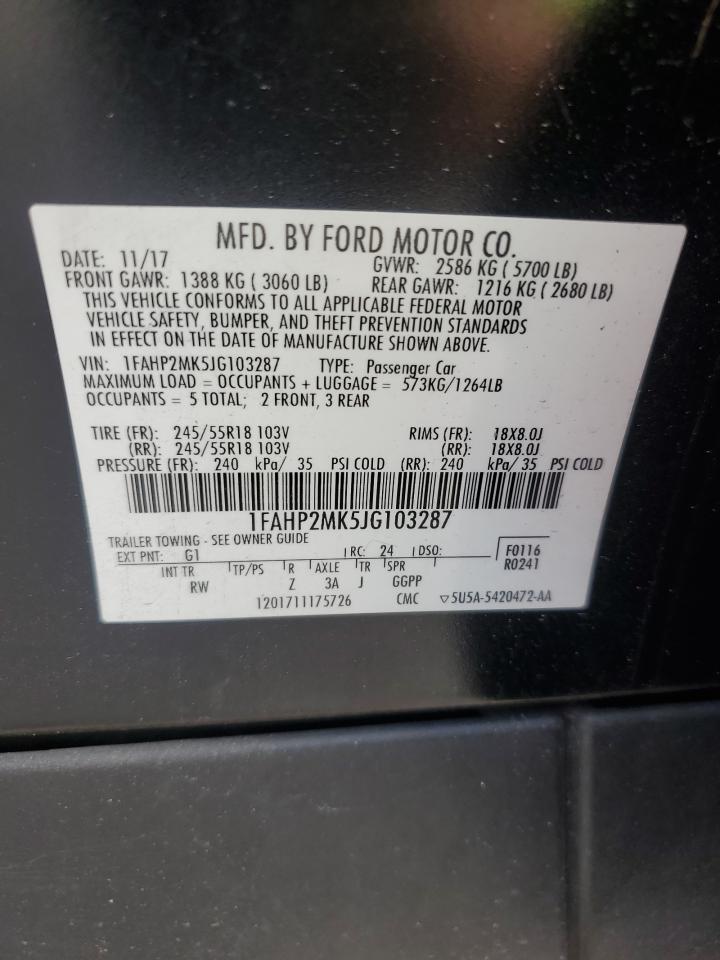 MFD. BY FORD MOTOR CO.
DATE: 11/17 GVWR: 2586 KG ( 5700 LB)
FRONT GAWR: 1388 KG ( 3060 LB) REAR GAWR: 1216 KG ( 2680 LB)
THIS VEHICLE CONFORMS TO ALL APPLICABLE FEDERAL MOTOR
VEHICLE SAFETY, BUMPER, AND THEFT PREVENTION STANDARDS
IN EFFECT ON THE DATE OF MANUFACTURE SHOWN ABOVE.
VIN: 1FAHP2MK5JG103287 TYPE: Passenger Car
MAXIMUM LOAD = OCCUPANTS + LUGGAGE = 573KG/1264LB
OCCUPANTS = 5 TOTAL; 2 FRONT, 3 REAR
TIRE (FR): 245/55R18 103V RIMS (FR): 18X8.0J
(RR): 245/55R18 103V (RR): 18X8.0J
PRESSURE (FR): 240 kPa/ 35 PSI COLD (RR): 240 kPa/ 35 PSI COLD
1FAHP2MK5JG103287
TRAILER TOWING - SEE OWNER GUIDE
EXT PNT: G1 RC: 24 DSO: F0116
INT TR TP/PS R AXLE TR SPR R0241
RW Z 3A J GGPP
1201711175726 CMC ▽5U5A-5420472-AA